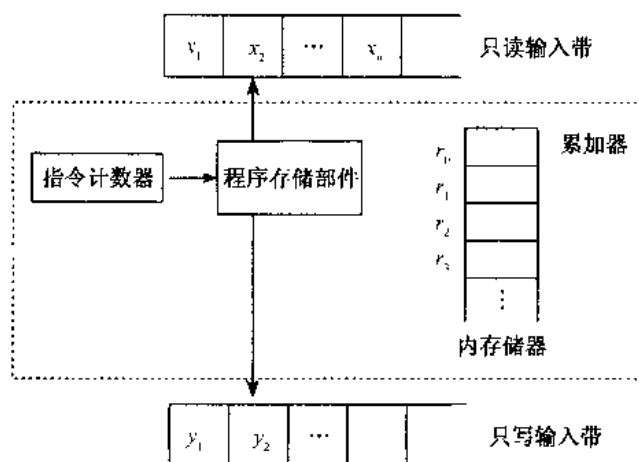 x₁ x₂ … xₙ 只读输入带
累加器
指令计数器 程序存储部件
r₀
r₁
r₂
r₃
⋮
内存储器
y₁ y₂ … 只写输入带